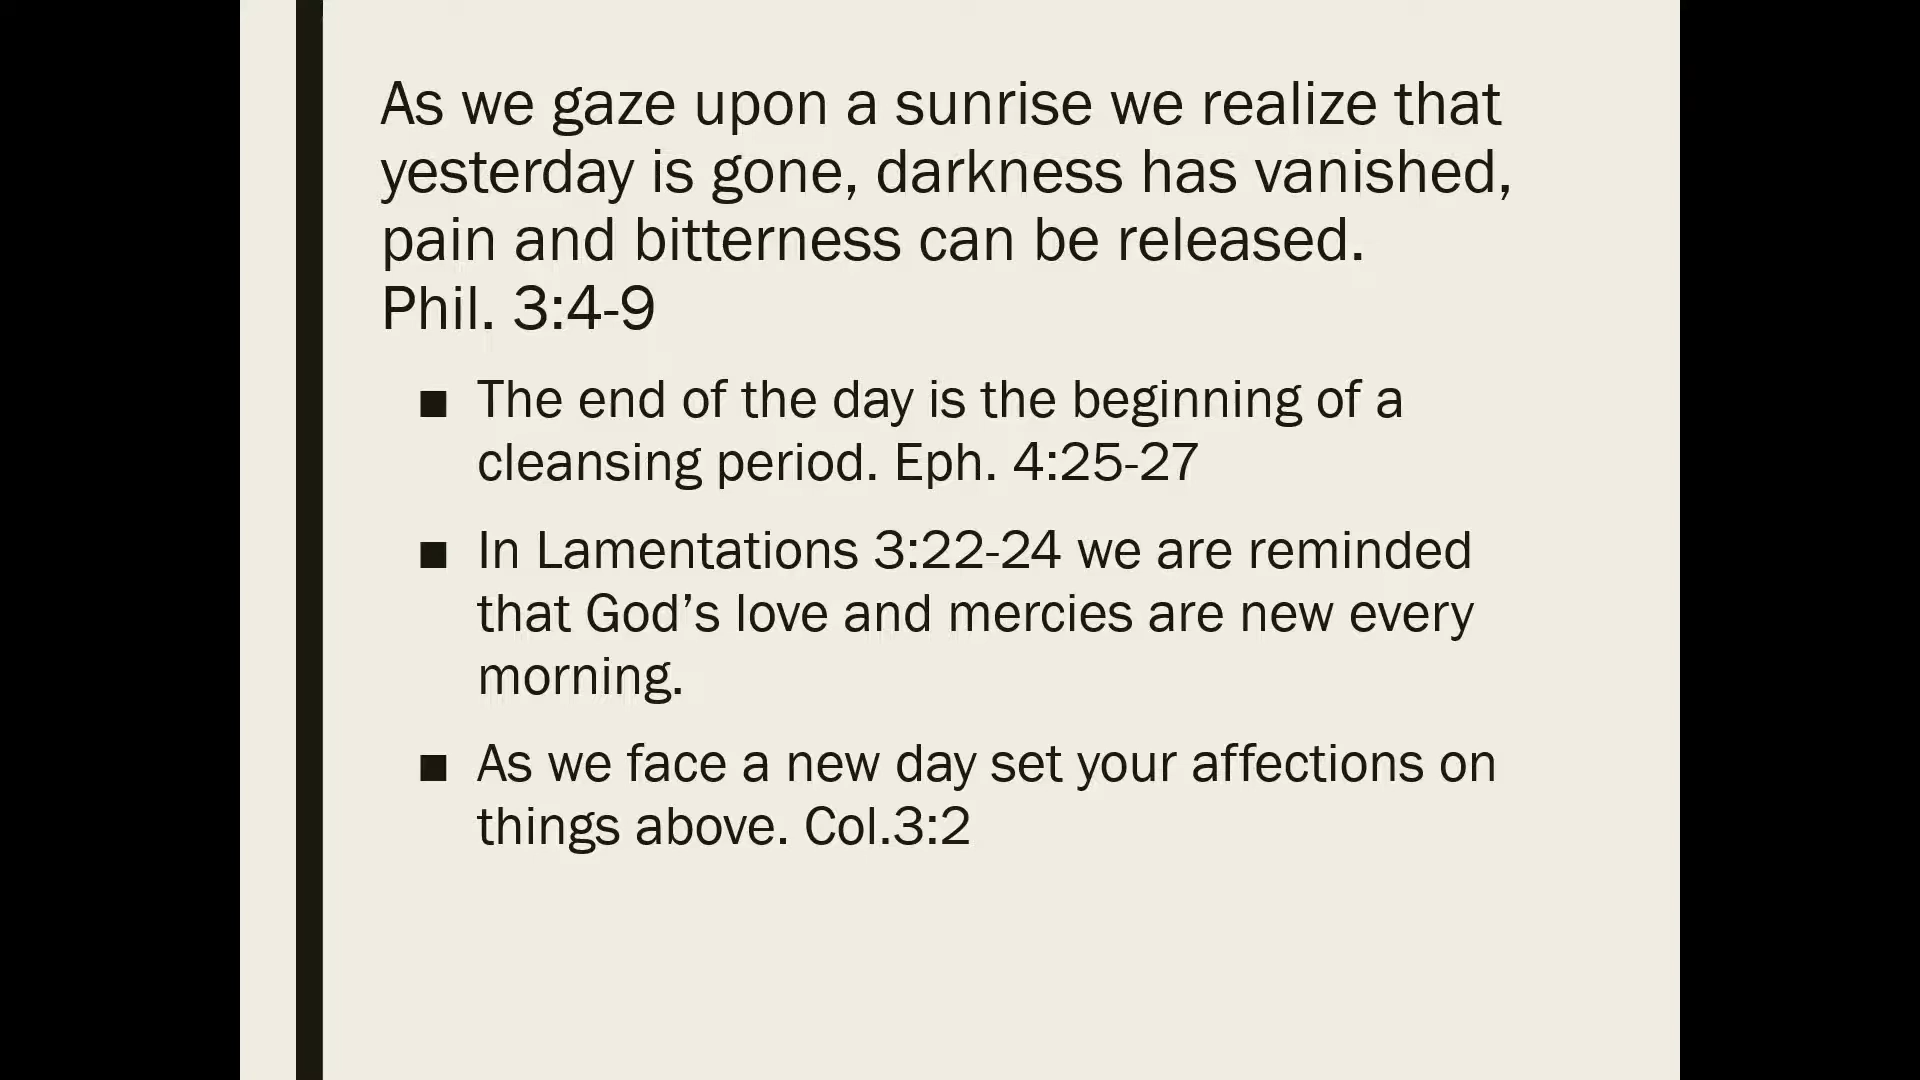 As we gaze upon a sunrise we realize that
yesterday is gone, darkness has vanished,
pain and bitterness can be released.
Phil. 3:4-9
■ The end of the day is the beginning of a
cleansing period. Eph. 4:25-27
■ In Lamentations 3:22-24 we are reminded
that God’s love and mercies are new every
morning.
■ As we face a new day set your affections on
things above. Col.3:2